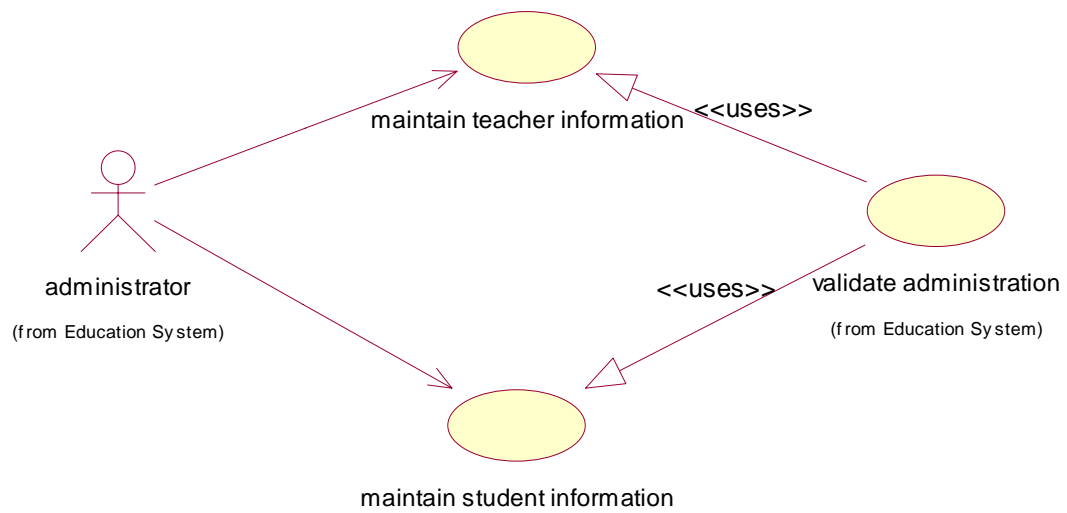 maintain teacher information
<<uses>>
administrator
(from Education System)
<<uses>>
validate administration
(from Education System)
maintain student information